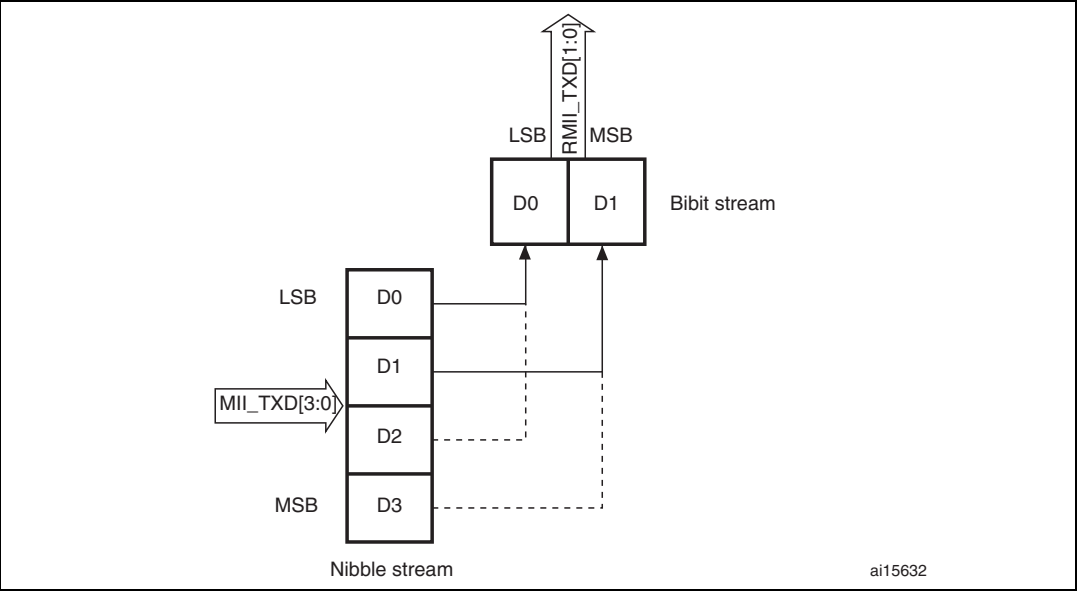 RMII_TXD[1:0]
LSB MSB
D0 D1 Bibit stream
LSB D0
D1
MII_TXD[3:0]
D2
MSB D3
Nibble stream
ai15632